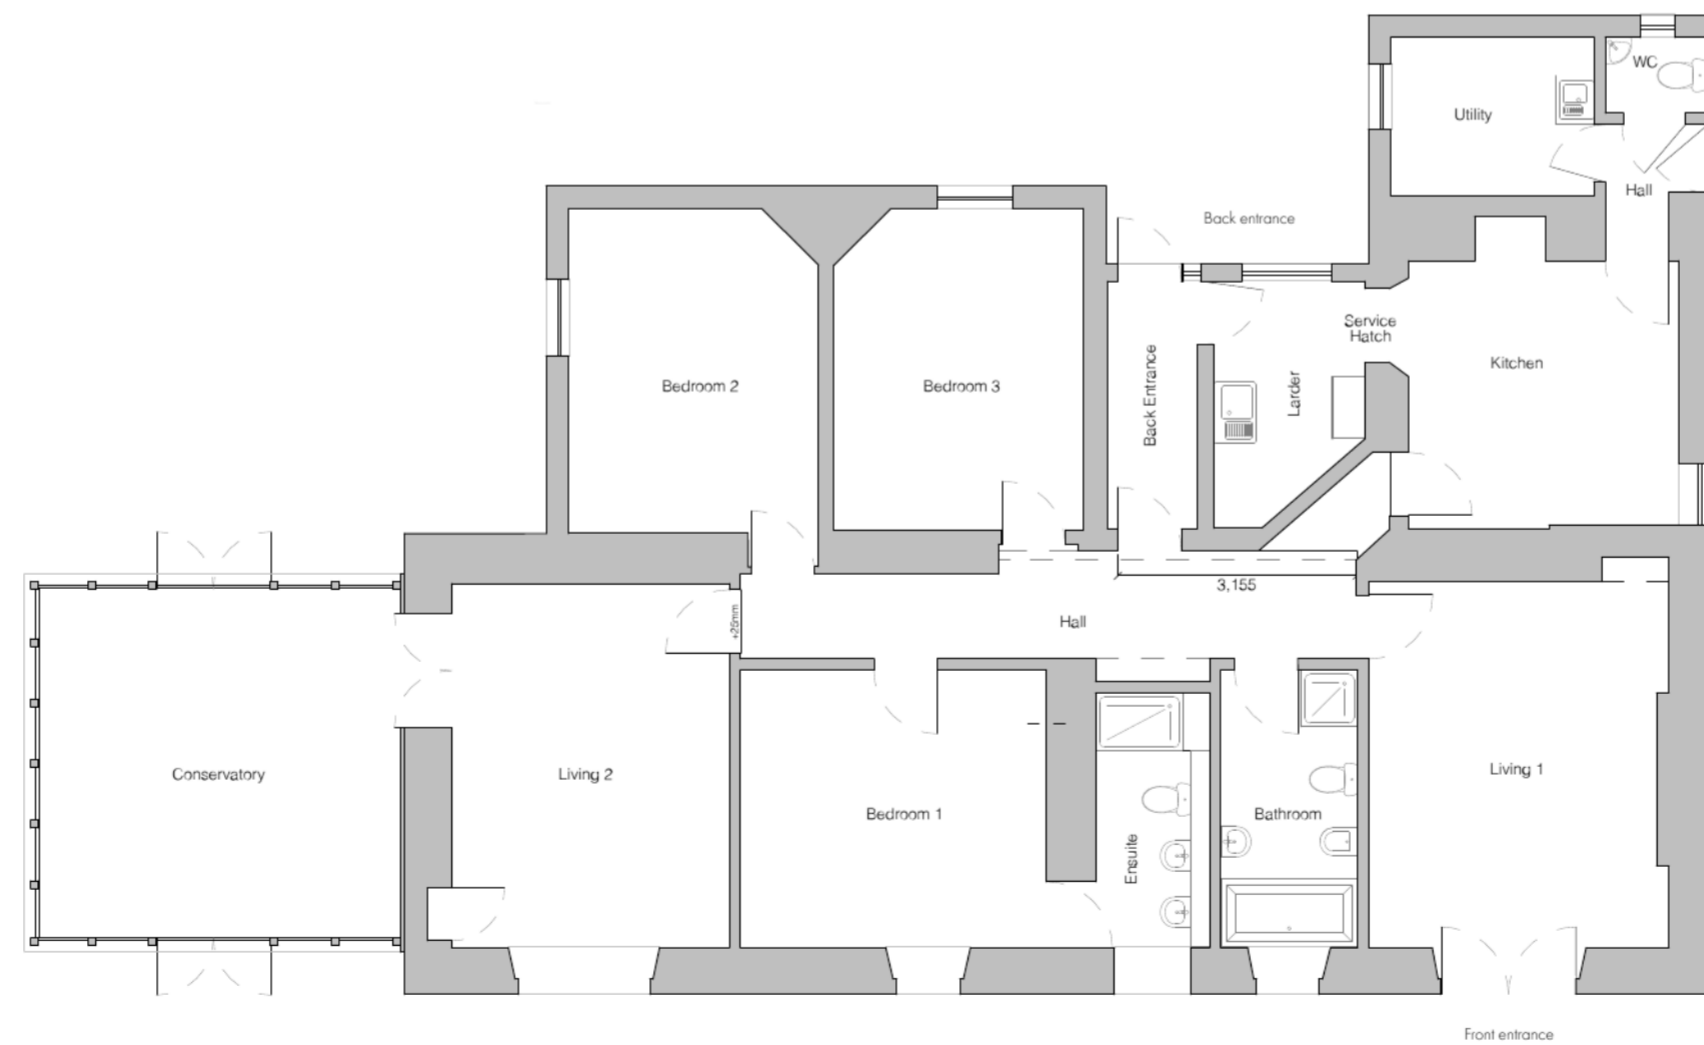 WC
Utility
Hall
Back entrance
Service
Hatch
Kitchen
Bedroom 2
Bedroom 3
Back Entrance
Larder
3,155
+25mm
Hall
Conservatory
Living 2
Living 1
Bedroom 1
Bathroom
Ensuite
Front entrance